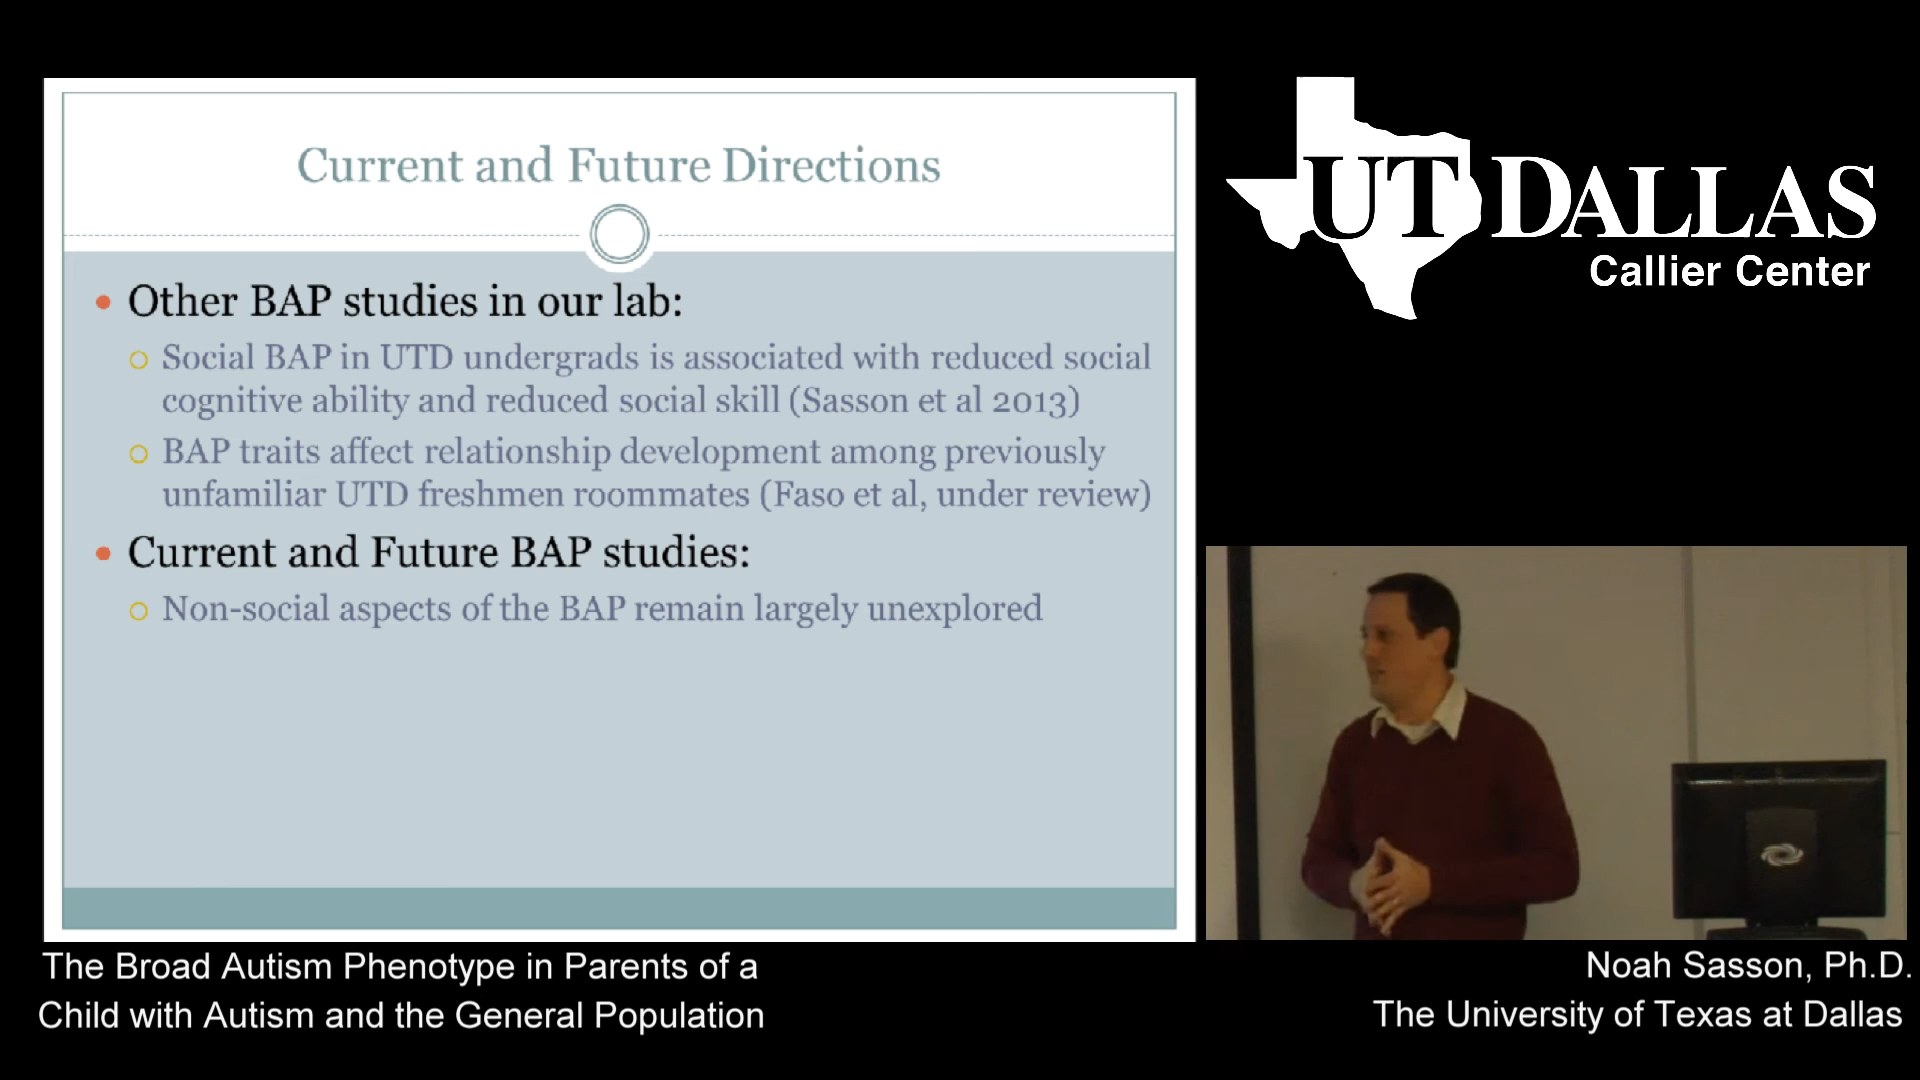 Current and Future Directions
Other BAP studies in our lab:
Social BAP in UTD undergrads is associated with reduced social
cognitive ability and reduced social skill (Sasson et al 2013)
BAP traits affect relationship development among previously
unfamiliar UTD freshmen roommates (Faso et al, under review)
Current and Future BAP studies:
Non-social aspects of the BAP remain largely unexplored
UT DALLAS
Callier Center
The Broad Autism Phenotype in Parents of a
Child with Autism and the General Population
Noah Sasson, Ph.D.
The University of Texas at Dallas